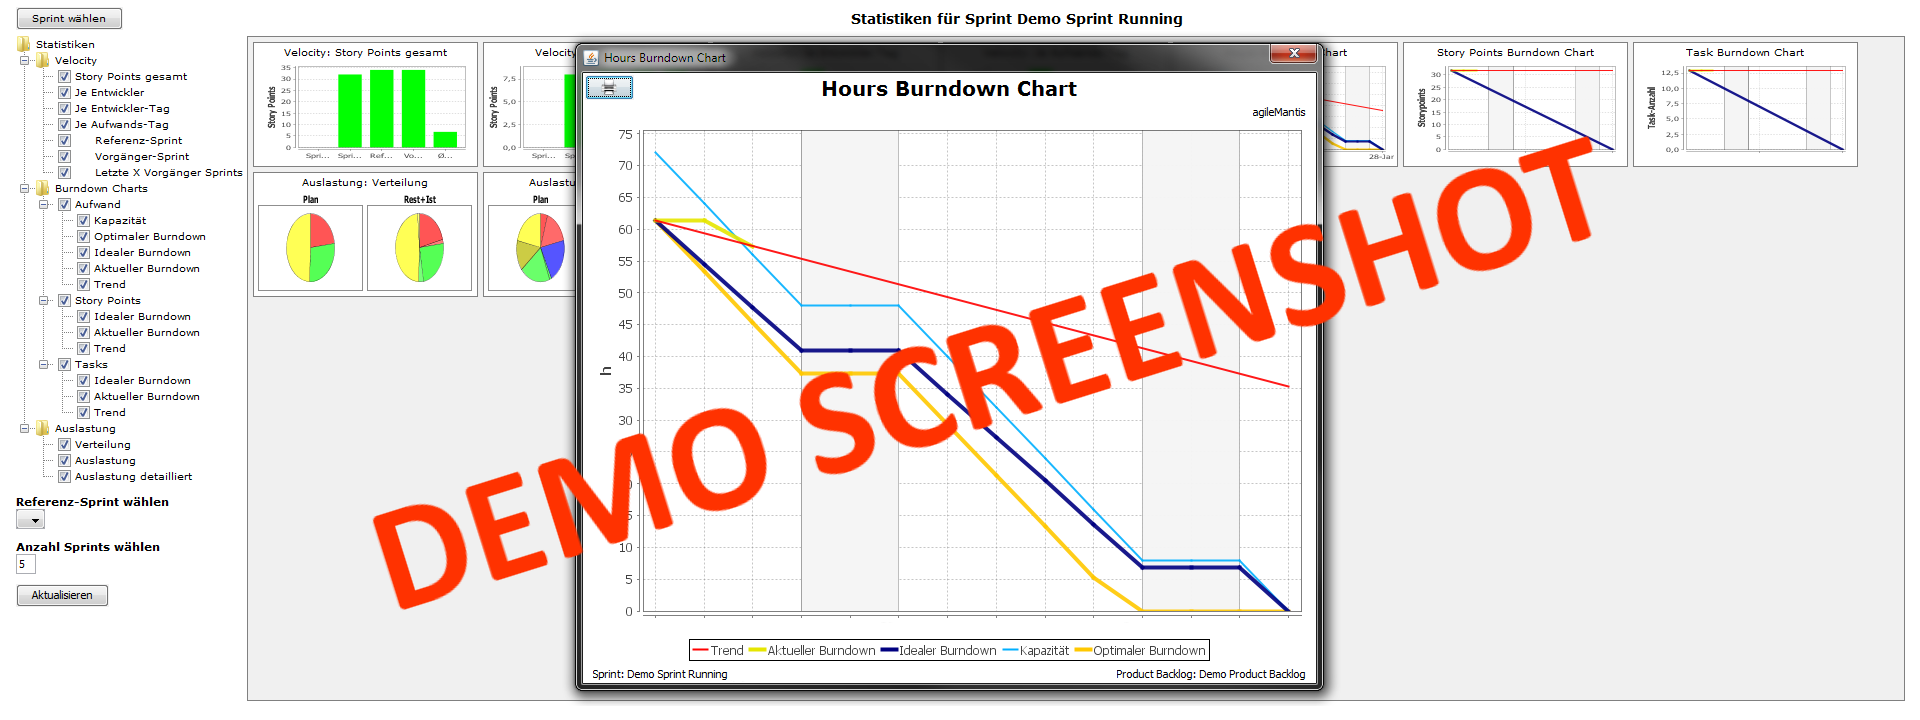 Sprint wählen
Statistiken für Sprint Demo Sprint Running
Statistiken
Velocity
Story Points gesamt
Je Entwickler
Je Entwickler-Tag
Je Aufwands-Tag
Referenz-Sprint
Vorgänger-Sprint
Letzte X Vorgänger Sprints
Burndown Charts
Aufwand
Kapazität
Optimaler Burndown
Idealer Burndown
Aktueller Burndown
Trend
Story Points
Idealer Burndown
Aktueller Burndown
Trend
Tasks
Idealer Burndown
Aktueller Burndown
Trend
Auslastung
Verteilung
Auslastung
Auslastung detailliert
Referenz-Sprint wählen
Anzahl Sprints wählen
5
Aktualisieren
Velocity: Story Points gesamt
Story Points
35
30
25
20
15
10
5
0
Spri...
Spri...
Ref...
Vo...
Ø...
Story Points
7,5
5,0
2,5
0,0
Spri...
28-Jar
Story Points Burndown Chart
Storypoints
30
25
20
15
10
5
0
Task Burndown Chart
Task-Anzahl
12,5
10,0
7,5
5,0
2,5
0,0
Auslastung: Verteilung
Plan
Rest+Ist
Plan
Hours Burndown Chart
Hours Burndown Chart
agileMantis
h
75
70
65
60
55
50
45
40
35
30
10
5
0
Trend Aktueller Burndown Idealer Burndown Kapazität Optimaler Burndown
Sprint: Demo Sprint Running
Product Backlog: Demo Product Backlog
DEMO SCREENSHOT